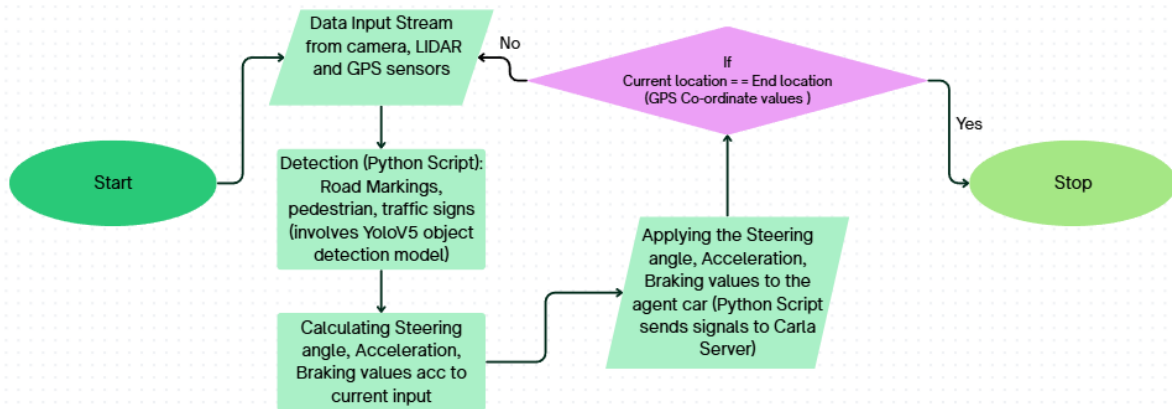 Start
Data Input Stream
from camera, LIDAR
and GPS sensors
Detection (Python Script):
Road Markings,
pedestrian, traffic signs
(involves YoloV5 object
detection model)
Calculating Steering
angle, Acceleration,
Braking values acc to
current input
Applying the Steering
angle, Acceleration,
Braking values to the
agent car (Python Script
sends signals to Carla
Server)
If
Current location == End location
(GPS Co-ordinate values )
No
Yes
Stop